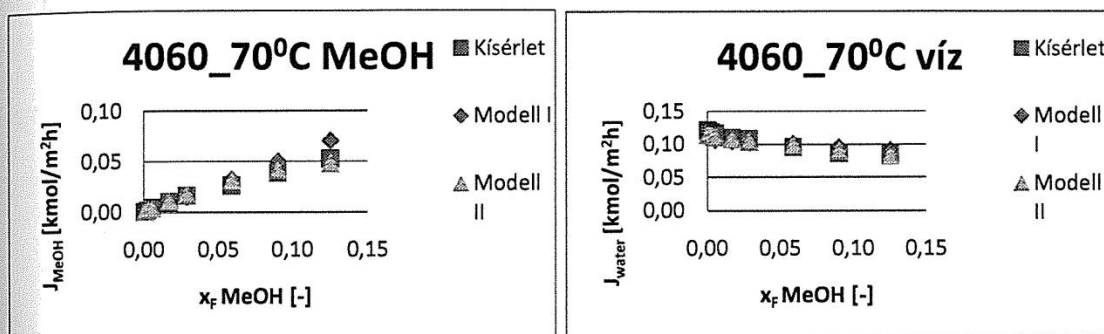 4060_70⁰C MeOH
Kísérlet
Modell I
Modell II
J_MeOH [kmol/m²h]
0,10
0,05
0,00
0,00 0,05 0,10 0,15
x_F MeOH [-]
4060_70⁰C víz
Kísérlet
Modell I
Modell II
J_water [kmol/m²h]
0,15
0,10
0,05
0,00
0,00 0,05 0,10 0,15
x_F MeOH [-]